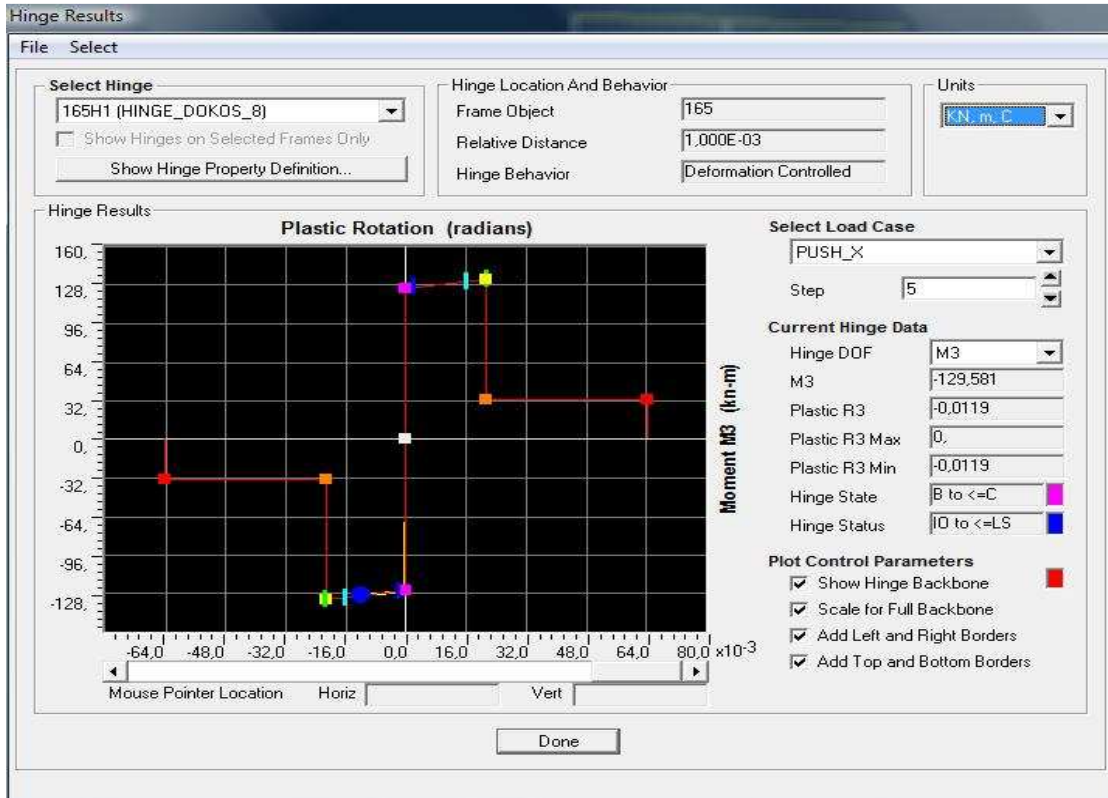 Hinge Results
File Select
Select Hinge
165H1 (HINGE_DOKOS_8)
Show Hinges on Selected Frames Only
Show Hinge Property Definition...
Hinge Location And Behavior
Frame Object 165
Relative Distance 1,000E-03
Hinge Behavior Deformation Controlled
Units
KN, m, C
Hinge Results
Plastic Rotation (radians)
160,
128,
96,
64,
32,
0,
-32,
-64,
-96,
-128,
-64,0 -48,0 -32,0 -16,0 0,0 16,0 32,0 48,0 64,0 80,0 x10-3
Moment M3 (kn-m)
Mouse Pointer Location Horiz Vert
Select Load Case
PUSH_X
Step 5
Current Hinge Data
Hinge DOF M3
M3 -129,581
Plastic R3 -0,0119
Plastic R3 Max 0,
Plastic R3 Min -0,0119
Hinge State B to <=C
Hinge Status IO to <=LS
Plot Control Parameters
Show Hinge Backbone
Scale for Full Backbone
Add Left and Right Borders
Add Top and Bottom Borders
Done